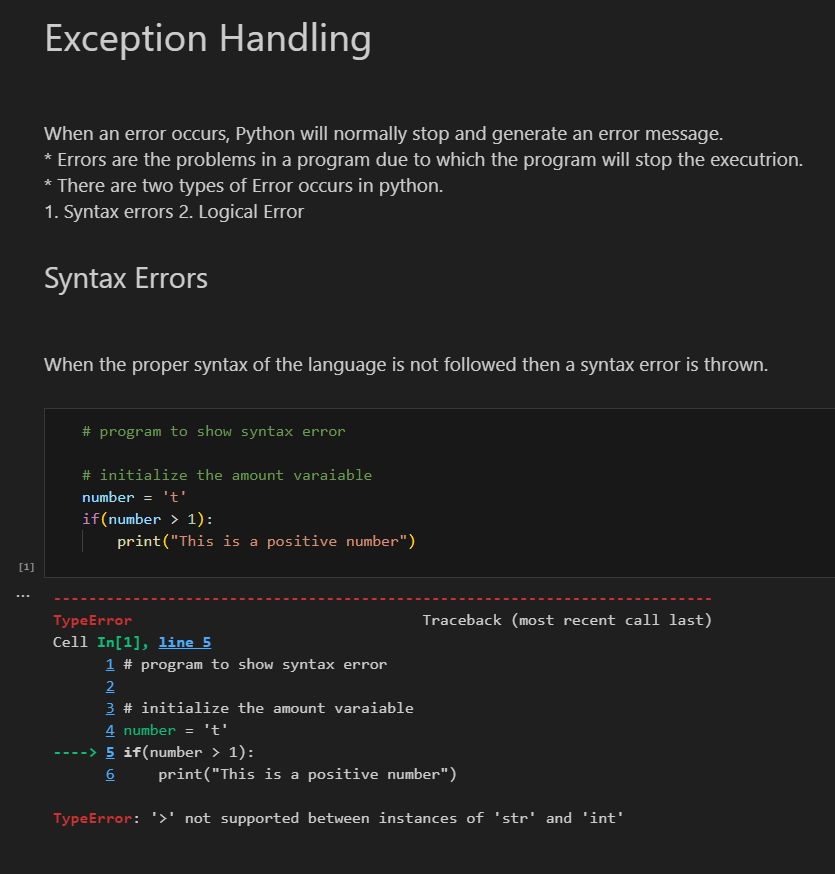 Exception Handling
When an error occurs, Python will normally stop and generate an error message.
* Errors are the problems in a program due to which the program will stop the executrion.
* There are two types of Error occurs in python.
1. Syntax errors 2. Logical Error
Syntax Errors
When the proper syntax of the language is not followed then a syntax error is thrown.
# program to show syntax error
# initialize the amount varaiable
number = 't'
if(number > 1):
    print("This is a positive number")
[1]
...
---------------------------------------------------------------------------
TypeError                                 Traceback (most recent call last)
Cell In[1], line 5
      1 # program to show syntax error
      2
      3 # initialize the amount varaiable
      4 number = 't'
----> 5 if(number > 1):
      6     print("This is a positive number")
TypeError: '>' not supported between instances of 'str' and 'int'